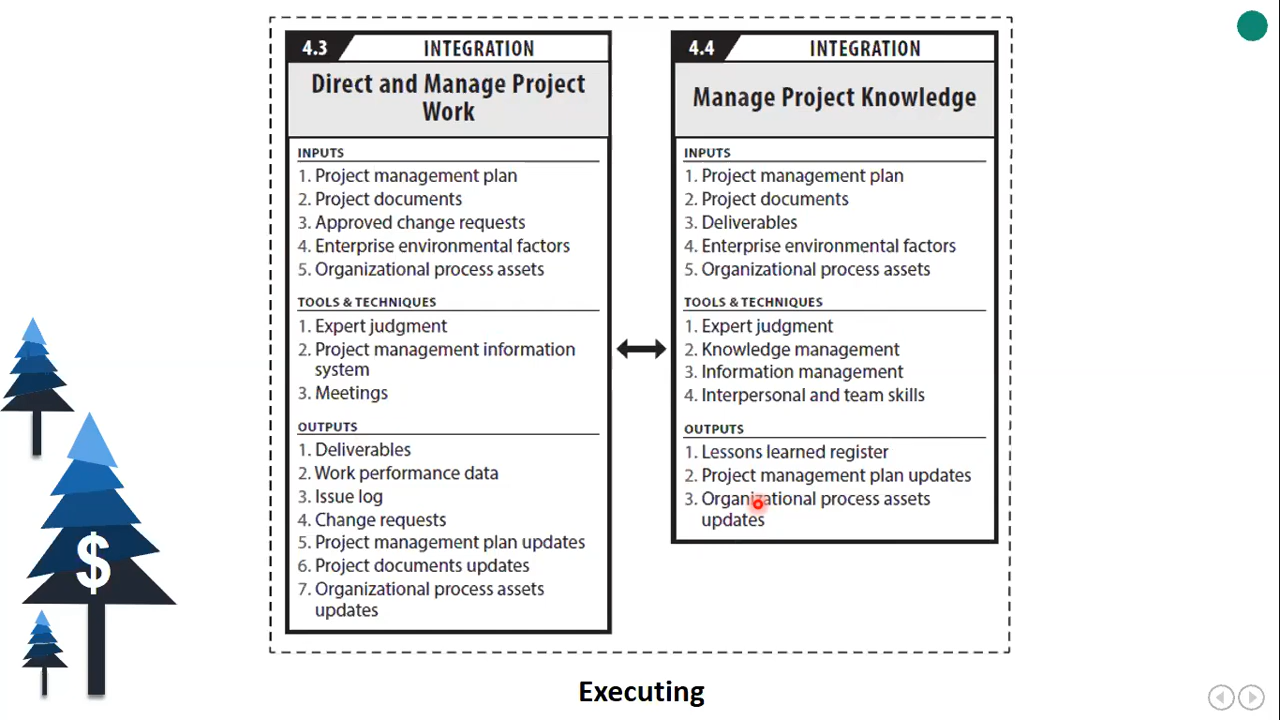 4.3 INTEGRATION
Direct and Manage Project
Work
INPUTS
1. Project management plan
2. Project documents
3. Approved change requests
4. Enterprise environmental factors
5. Organizational process assets
TOOLS & TECHNIQUES
1. Expert judgment
2. Project management information
system
3. Meetings
OUTPUTS
1. Deliverables
2. Work performance data
3. Issue log
4. Change requests
5. Project management plan updates
6. Project documents updates
7. Organizational process assets
updates
4.4 INTEGRATION
Manage Project Knowledge
INPUTS
1. Project management plan
2. Project documents
3. Deliverables
4. Enterprise environmental factors
5. Organizational process assets
TOOLS & TECHNIQUES
1. Expert judgment
2. Knowledge management
3. Information management
4. Interpersonal and team skills
OUTPUTS
1. Lessons learned register
2. Project management plan updates
3. Organizational process assets
updates
$
Executing